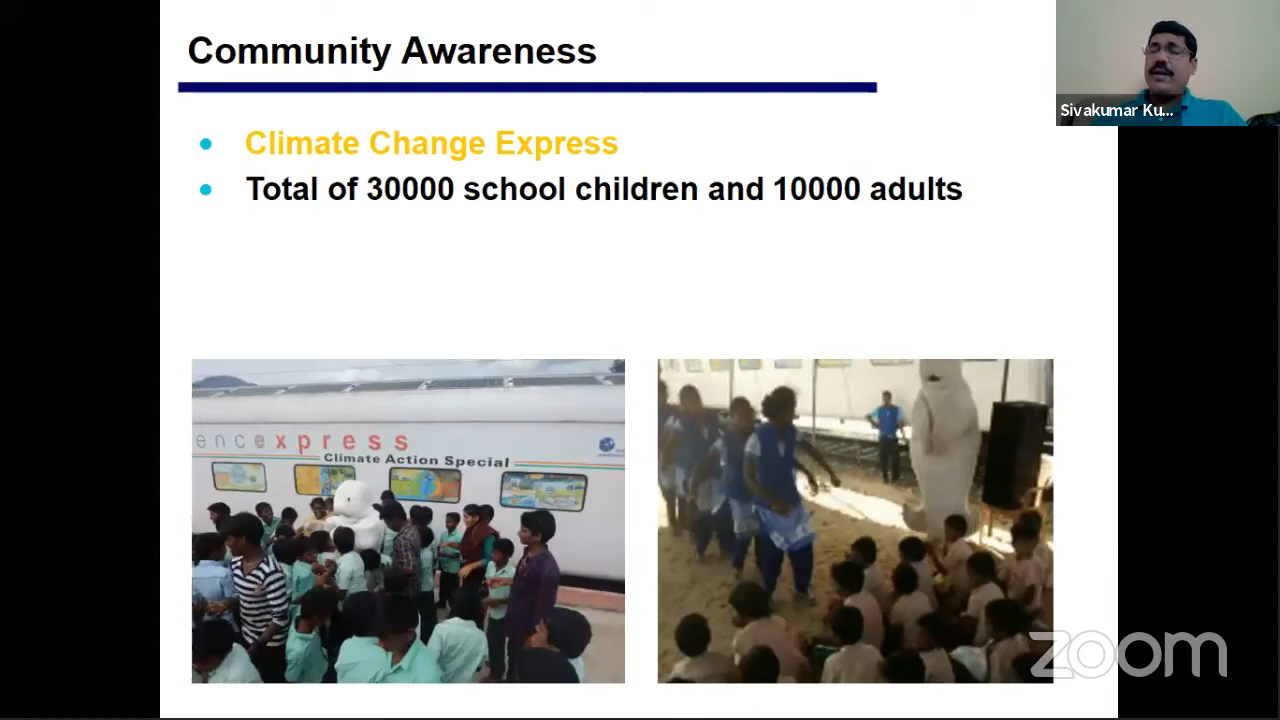 Community Awareness
Climate Change Express
Total of 30000 school children and 10000 adults
Sivakumar Ku...
enc@xpress
Climate Action Special
zoom